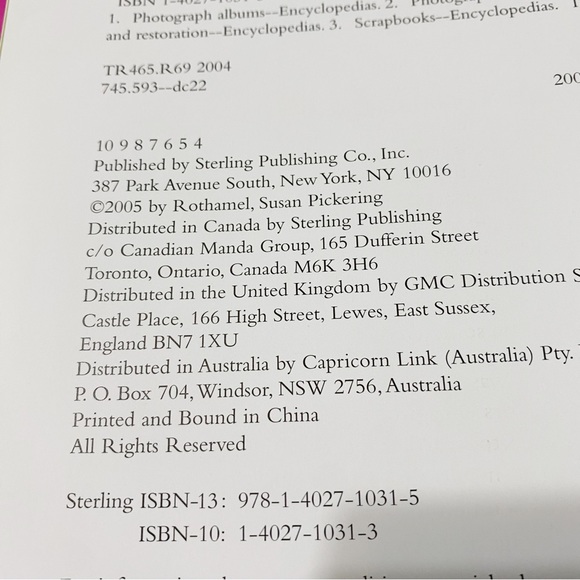 1. Photograph albums--Encyclopedias. 2.
and restoration--Encyclopedias. 3. Scrapbooks--Encyclopedias.
TR465.R69 2004
745.593--dc22
200
10 9 8 7 6 5 4
Published by Sterling Publishing Co., Inc.
387 Park Avenue South, New York, NY 10016
©2005 by Rothamel, Susan Pickering
Distributed in Canada by Sterling Publishing
c/o Canadian Manda Group, 165 Dufferin Street
Toronto, Ontario, Canada M6K 3H6
Distributed in the United Kingdom by GMC Distribution S
Castle Place, 166 High Street, Lewes, East Sussex,
England BN7 1XU
Distributed in Australia by Capricorn Link (Australia) Pty.
P. O. Box 704, Windsor, NSW 2756, Australia
Printed and Bound in China
All Rights Reserved
Sterling ISBN-13: 978-1-4027-1031-5
ISBN-10: 1-4027-1031-3